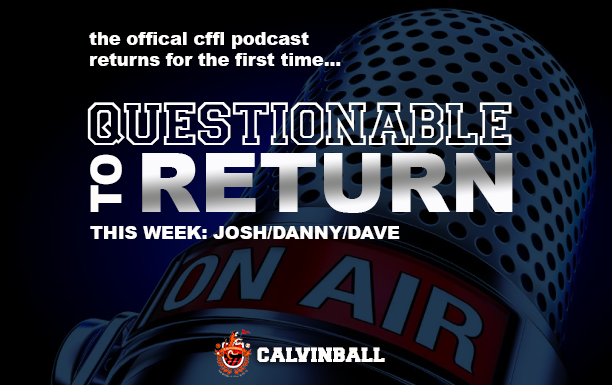 the offical cffl podcast
returns for the first time...
QUESTIONABLE
TO RETURN
THIS WEEK: JOSH/DANNY/DAVE
ON AIR
CALVINBALL